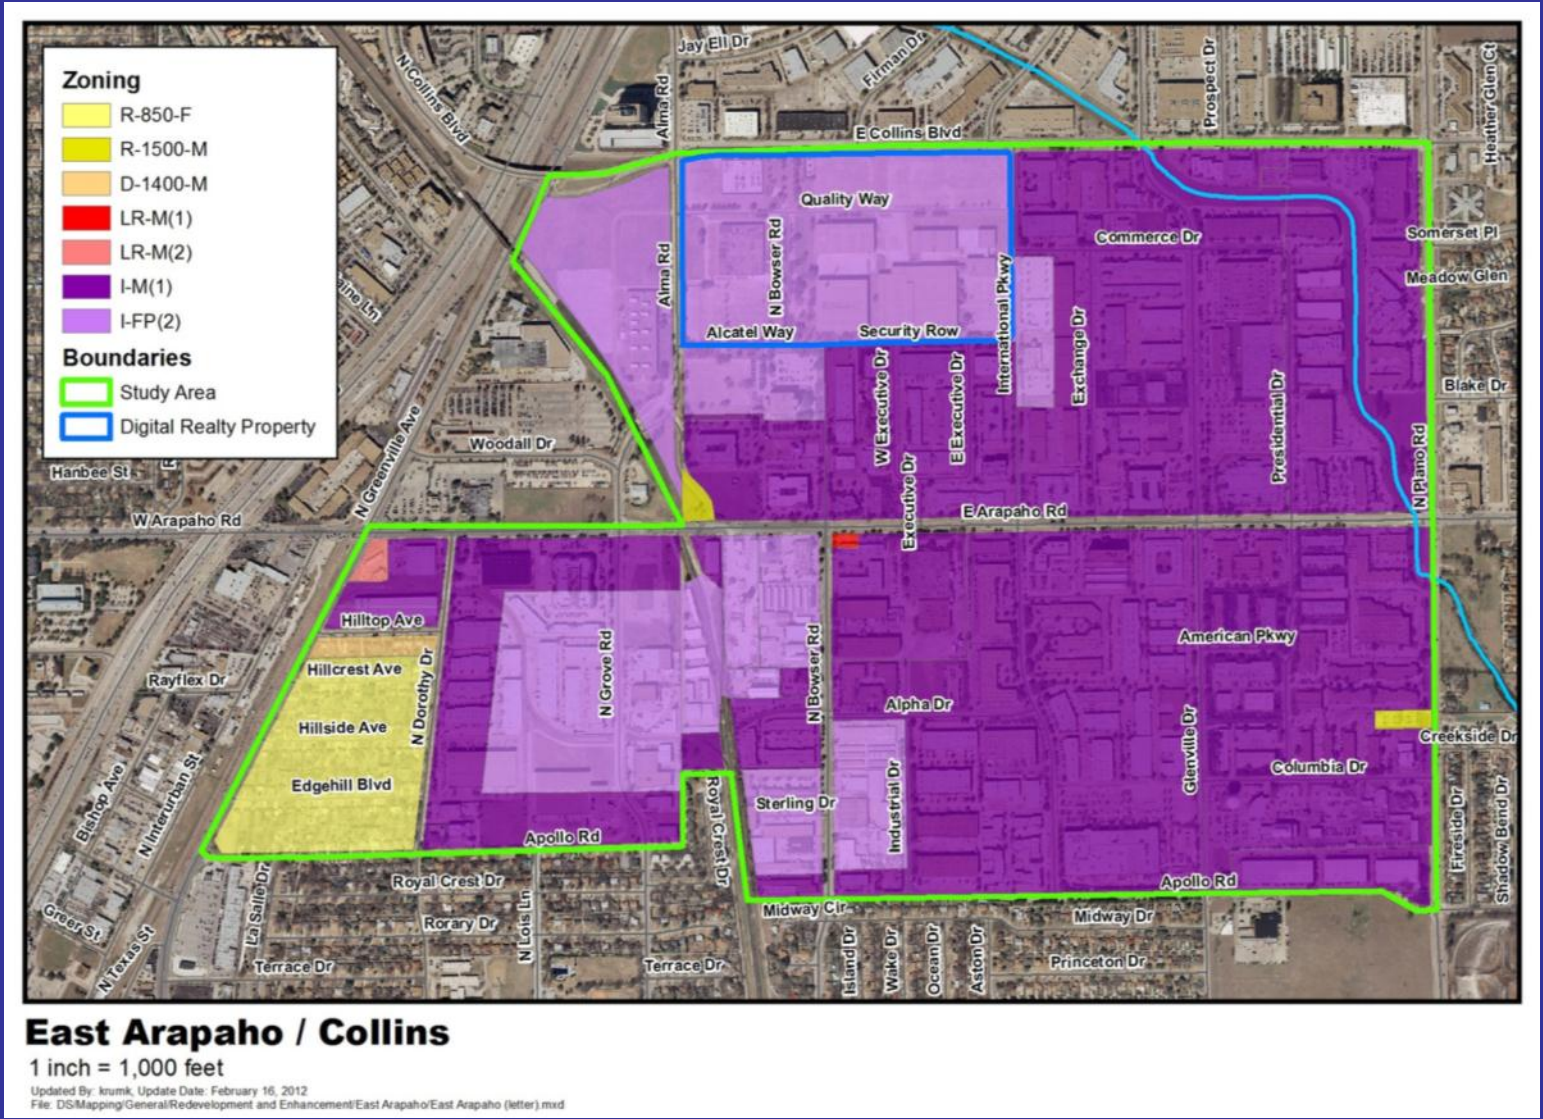 Zoning
R-850-F
R-1500-M
D-1400-M
LR-M(1)
LR-M(2)
I-M(1)
I-FP(2)
Boundaries
Study Area
Digital Realty Property
N Collins Blvd
Jay Ell Dr
Firman Dr
Alma Rd
Prospect Dr
Heather Glen Ct
E Collins Blvd
Quality Way
N Bowser Rd
Alma Rd
Commerce Dr
Somerset Pl
Meadow Glen
aine Ln
International Pkwy
Alcatel Way
Security Row
Exchange Dr
W Executive Dr
E Executive Dr
Presidential Dr
Blake Dr
N Greenville Ave
Woodall Dr
N Plano Rd
Hanbee St
R
W Arapaho Rd
Executive Dr
E Arapaho Rd
Hilltop Ave
American Pkwy
Hillcrest Ave
N Dorothy Dr
N Grove Rd
N Bowser Rd
Rayflex Dr
Alpha Dr
Hillside Ave
Glenville Dr
Creekside Dr
Edgehill Blvd
Columbia Dr
Bishop Ave
N Interurban St
Sterling Dr
Industrial Dr
Royal Crest Dr
Fireside Dr
Shadow Bend Dr
Apollo Rd
Royal Crest Dr
Apollo Rd
Midway Cir
Midway Dr
Green St
N Texas St
La Salle Dr
Rorary Dr
N Lois Ln
Terrace Dr
Terrace Dr
Island Dr
Wake Dr
Ocean Dr
Aston Dr
Princeton Dr
East Arapaho / Collins
1 inch = 1,000 feet
Updated By: krumk, Update Date: February 16, 2012
File: DS/Mapping/General/Redevelopment and Enhancement/East Arapaho/East Arapaho (letter).mxd